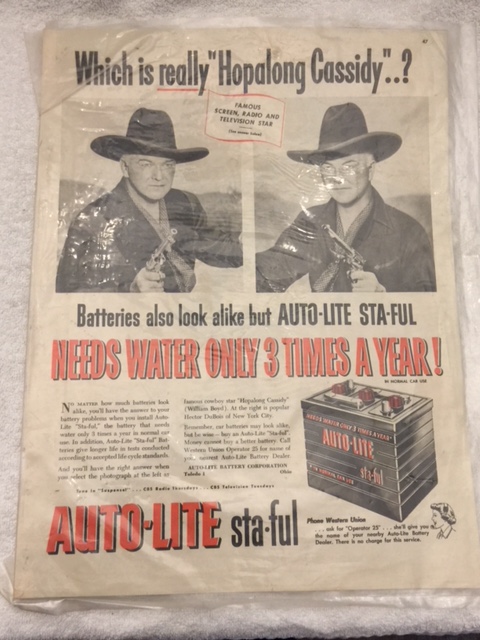 47
Which is really "Hopalong Cassidy"..?
FAMOUS
SCREEN, RADIO AND
TELEVISION STAR
Batteries also look alike but AUTO-LITE STA-FUL
NEEDS WATER ONLY 3 TIMES A YEAR!
IN NORMAL CAR USE
NO MATTER how much batteries look
alike, you'll have the answer to your
battery problems when you install Auto-
Lite "Sta-ful," the battery that needs
water only 3 times a year in normal car
use. In addition, Auto-Lite "Sta-ful" Bat-
teries give longer life in tests conducted
according to accepted life cycle standards.
And you'll have the right answer when
you select the photograph at the left as
famous cowboy star "Hopalong Cassidy"
(William Boyd). At the right is popular
Hector DuBois of New York City.
Remember, car batteries may look alike,
but be wise—buy an Auto-Lite "Sta-ful".
Money cannot buy a better battery. Call
Western Union Operator 25 for name of
your nearest Auto-Lite Battery Dealer
AUTO-LITE BATTERY CORPORATION
Toledo 1 Ohio
Tune in "Suspense!" ... CBS Radio Thursdays ... CBS Television Tuesdays
NEEDS WATER ONLY 3 TIMES A YEAR
AUTO-LITE
sta-ful
AUTO-LITE sta-ful
Phone Western Union
... ask for "Operator 25" ... she'll give you
the name of your nearby Auto-Lite Battery
Dealer. There is no charge for this service.